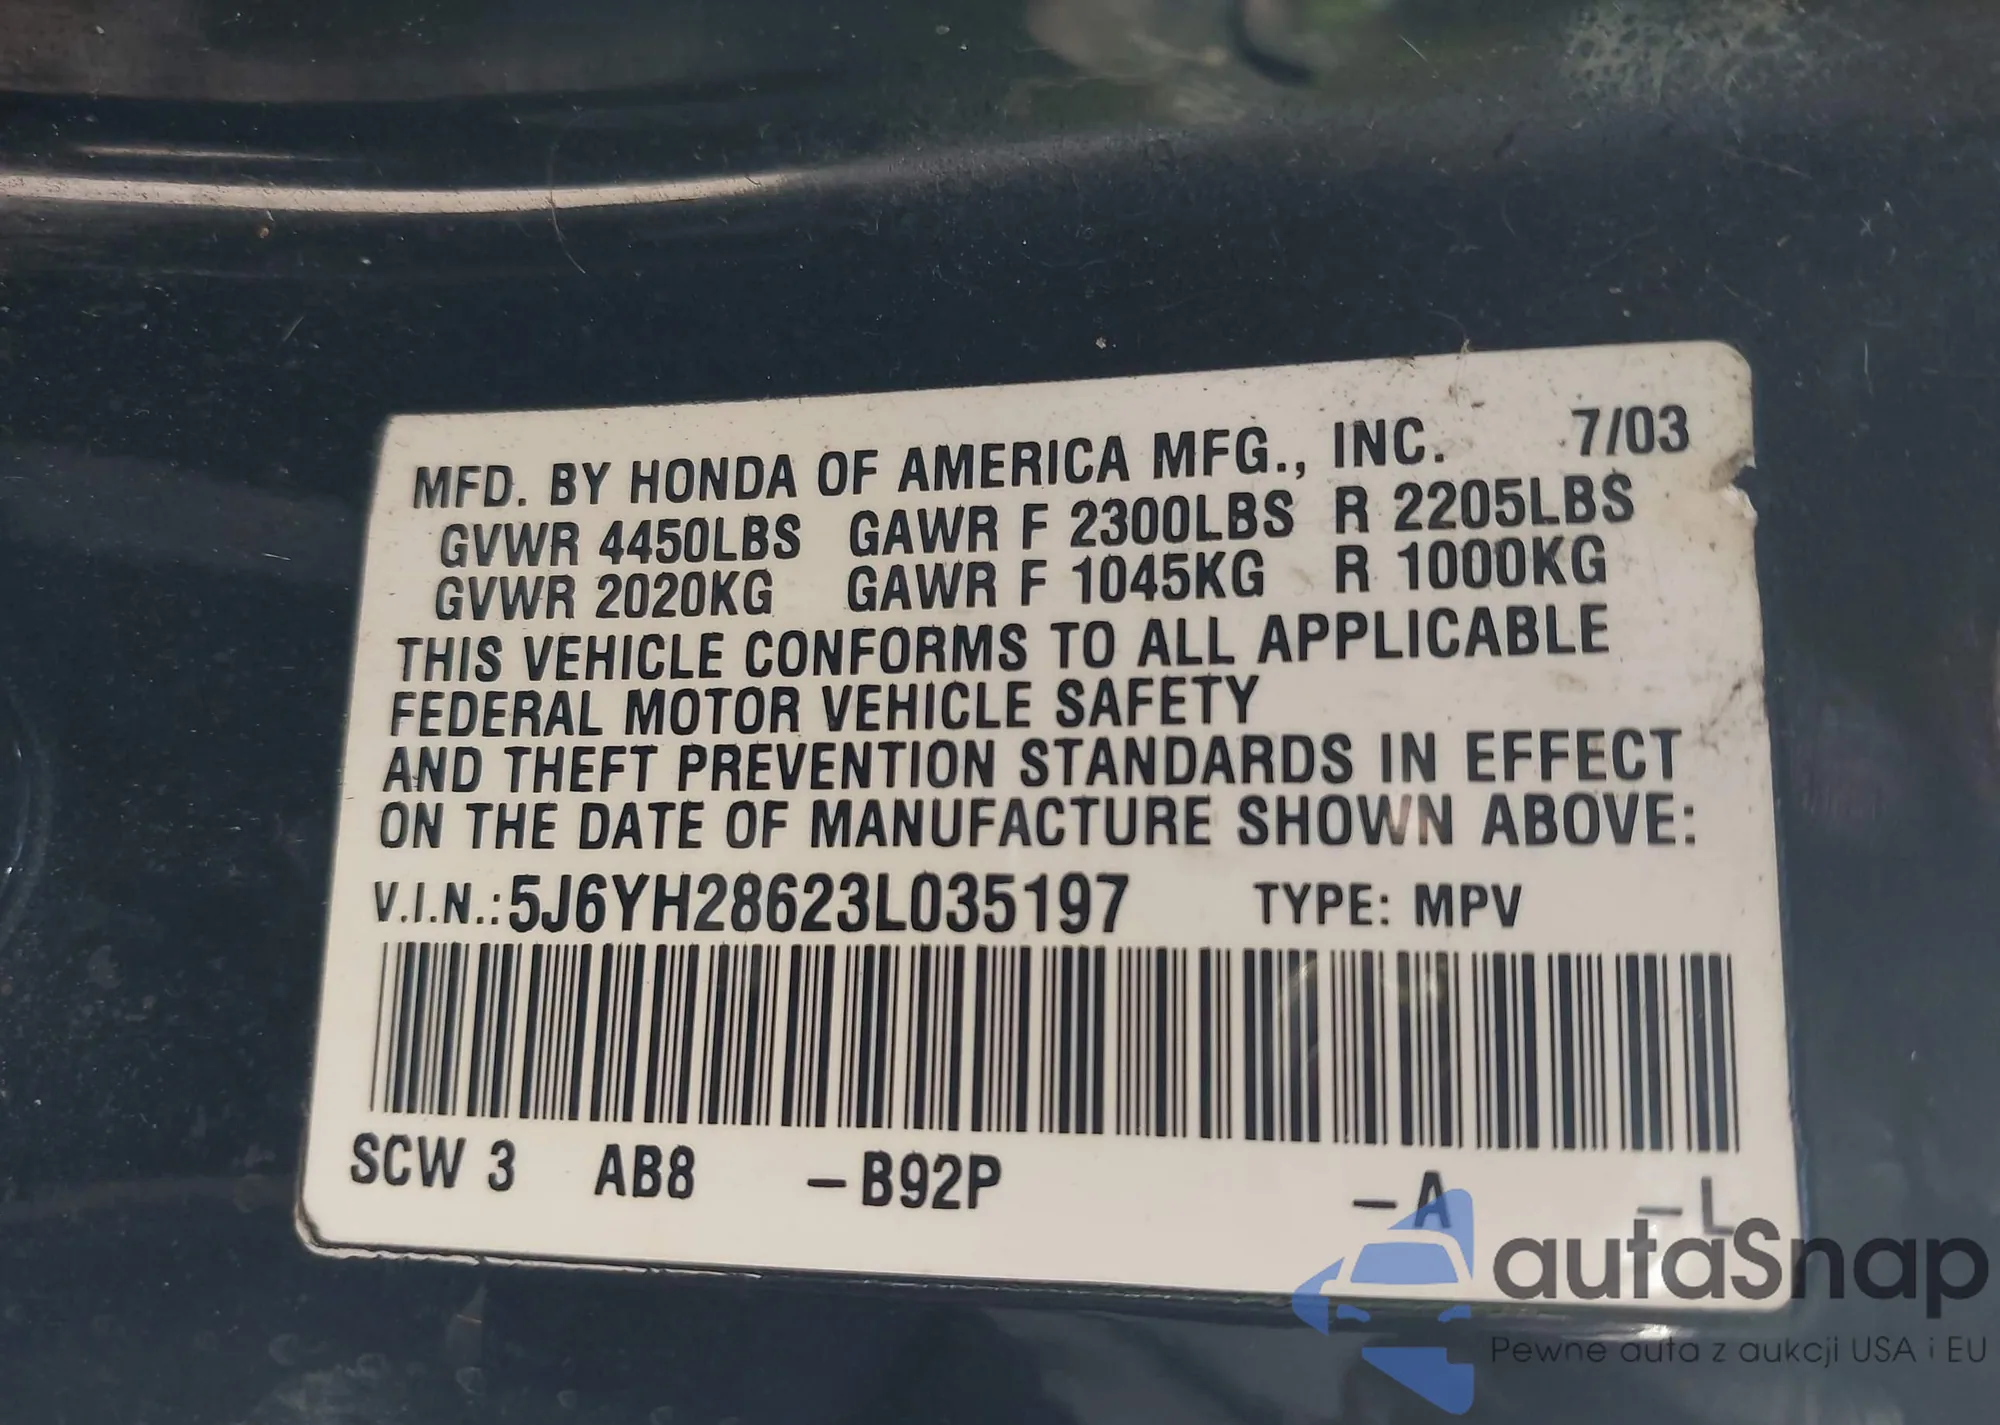 MFD. BY HONDA OF AMERICA MFG., INC. 7/03
GVWR 4450LBS GAWR F 2300LBS R 2205LBS
GVWR 2020KG GAWR F 1045KG R 1000KG
THIS VEHICLE CONFORMS TO ALL APPLICABLE
FEDERAL MOTOR VEHICLE SAFETY
AND THEFT PREVENTION STANDARDS IN EFFECT
ON THE DATE OF MANUFACTURE SHOWN ABOVE:
V.I.N.:5J6YH28623L035197 TYPE: MPV
SCW 3 AB8 –B92P –A –L
autaSnap
Pewne auta z aukcji USA i EU